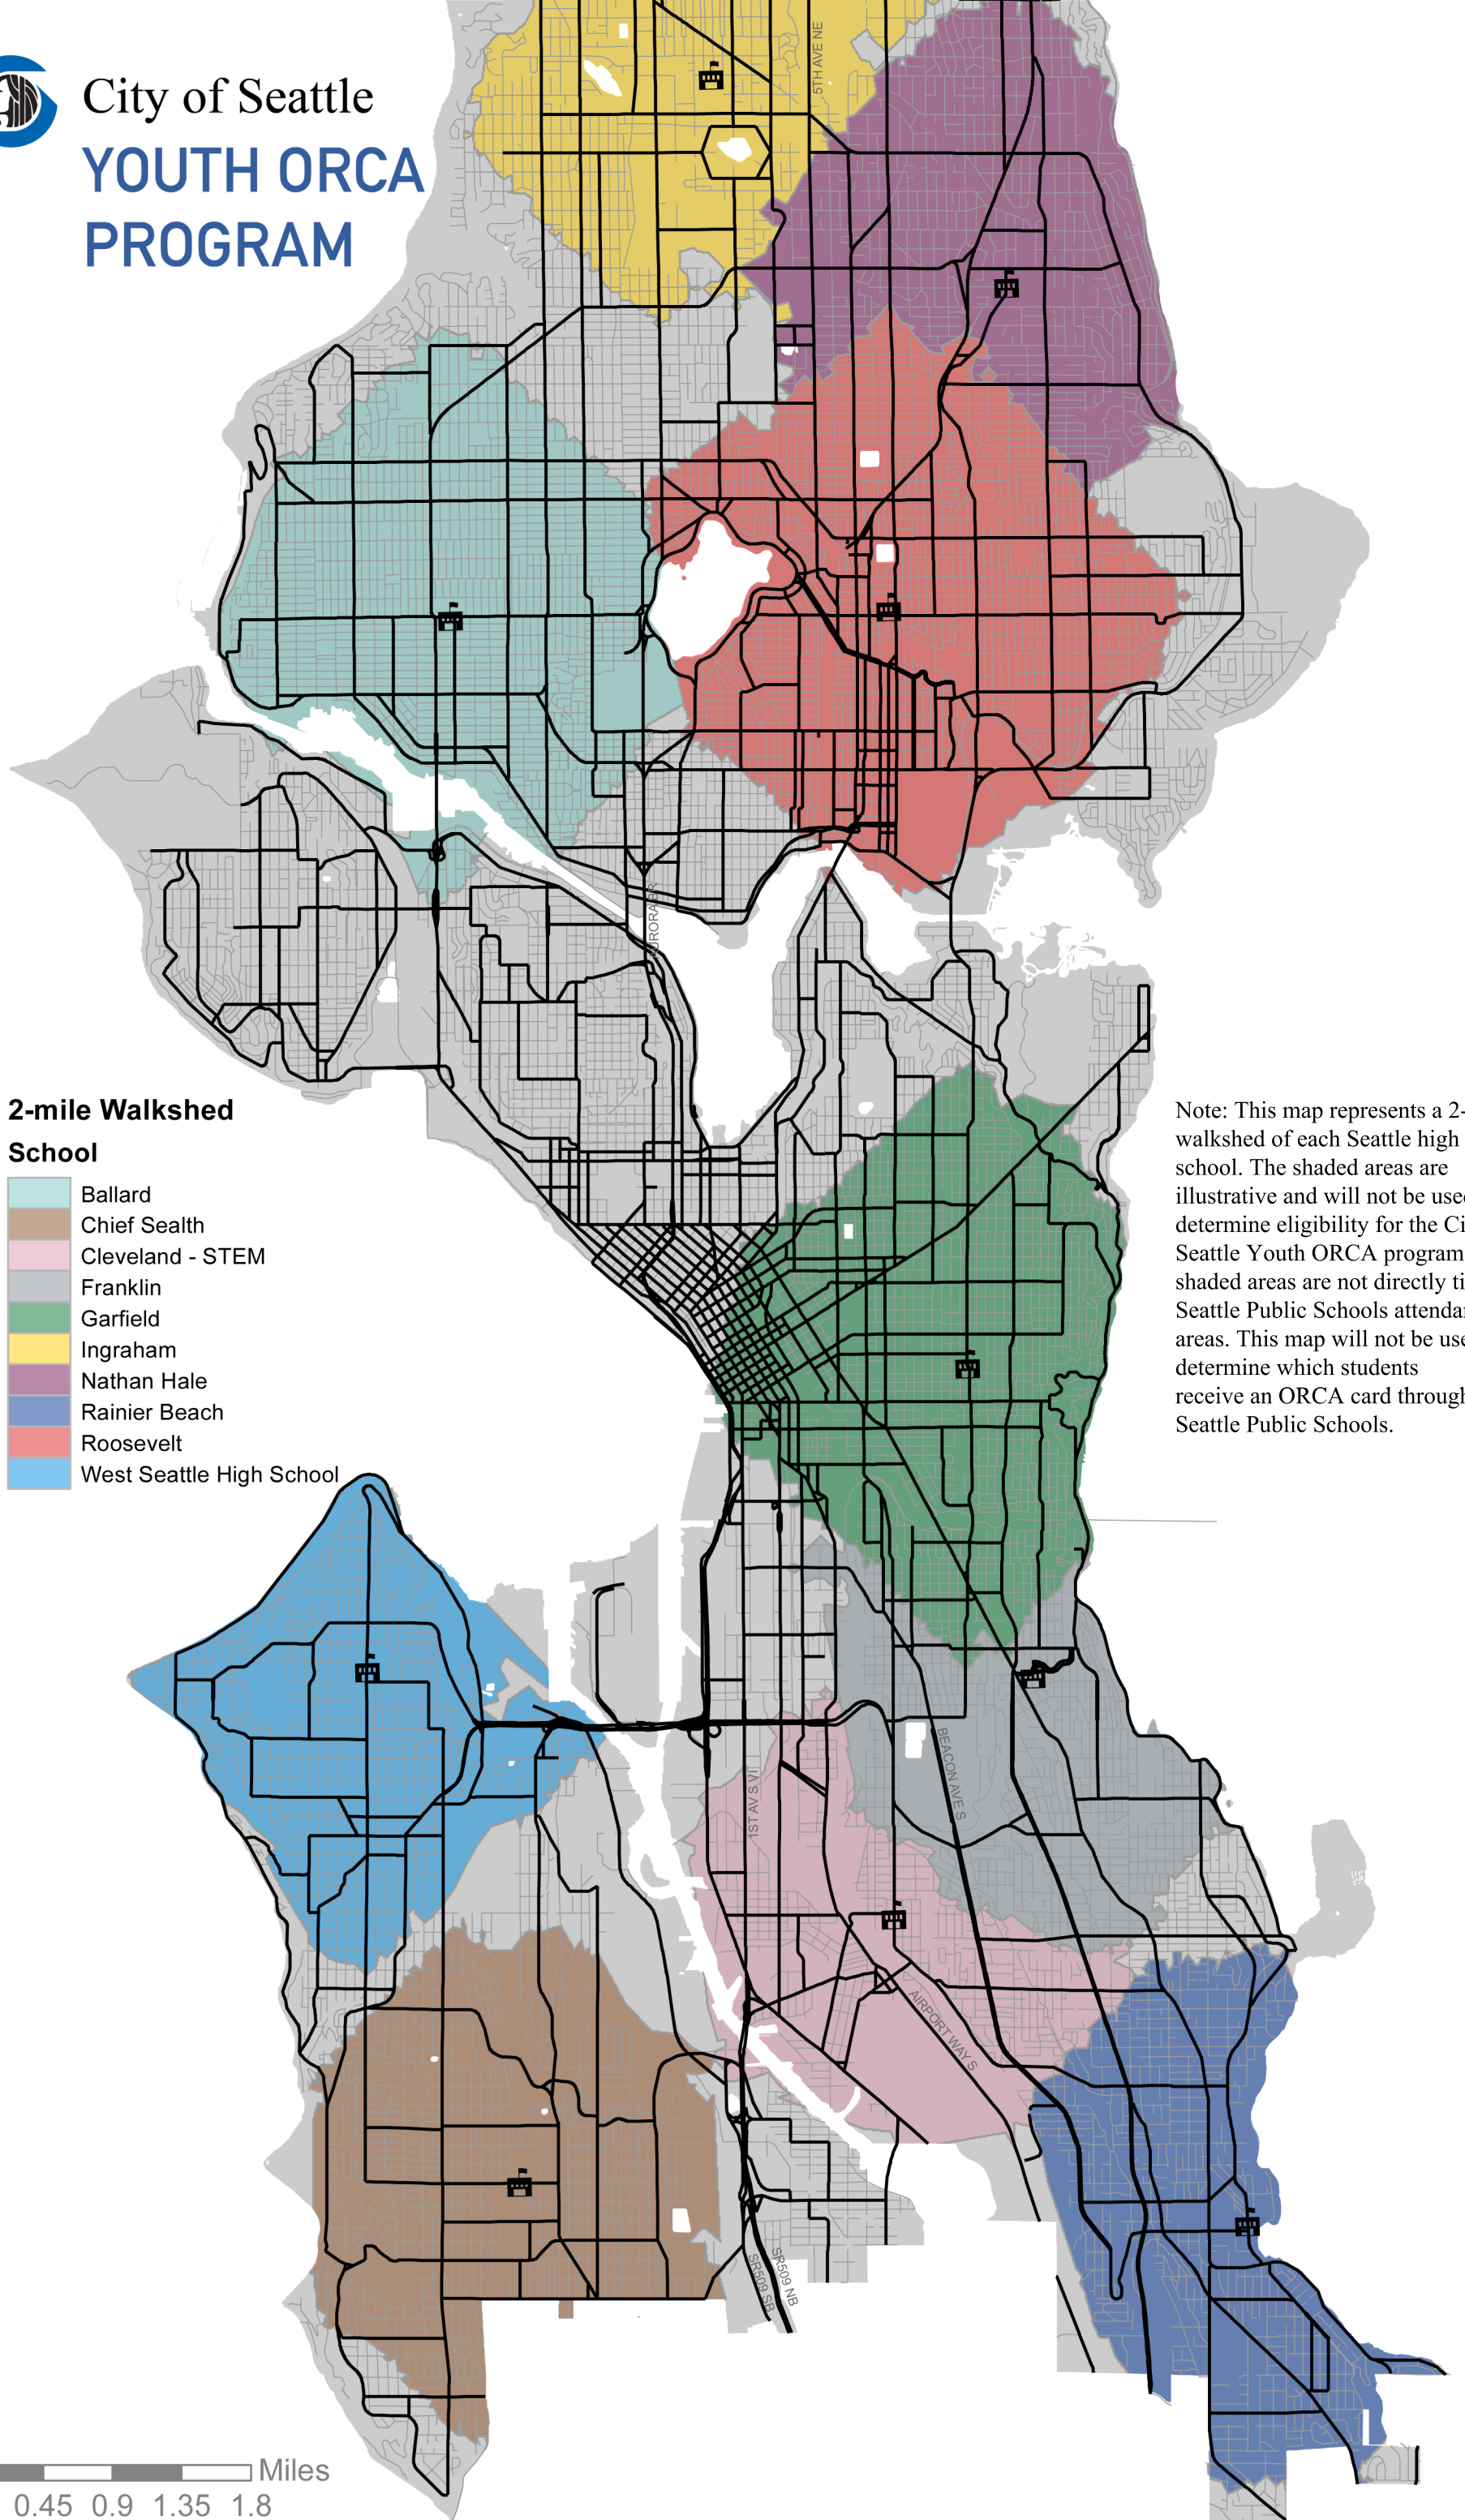 City of Seattle
YOUTH ORCA
PROGRAM
5TH AVE NE
2-mile Walkshed
School
Ballard
Chief Sealth
Cleveland - STEM
Franklin
Garfield
Ingraham
Nathan Hale
Rainier Beach
Roosevelt
West Seattle High School
Note: This map represents a 2-
walkshed of each Seattle high
school. The shaded areas are
illustrative and will not be use
determine eligibility for the Ci
Seattle Youth ORCA program
shaded areas are not directly ti
Seattle Public Schools attenda
areas. This map will not be use
determine which students
receive an ORCA card through
Seattle Public Schools.
BEACON AVE S
1ST AV S
AIRPORT WAY S
SR509 SB
SR509 NB
Miles
0.45 0.9 1.35 1.8